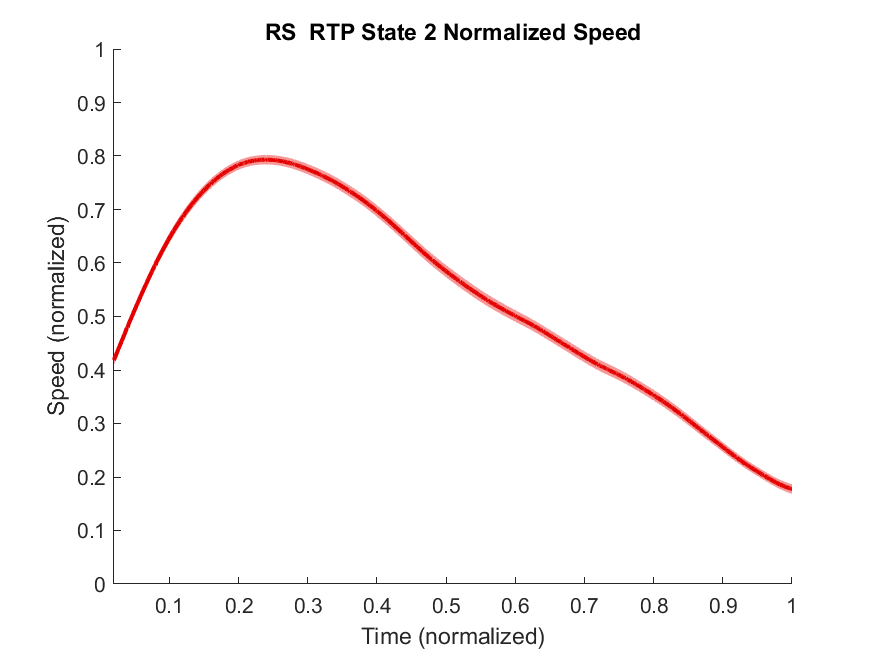 RS  RTP State 2 Normalized Speed
1
0.9
0.8
0.7
0.6
0.5
0.4
0.3
0.2
0.1
0
Speed (normalized)
0.1 0.2 0.3 0.4 0.5 0.6 0.7 0.8 0.9 1
Time (normalized)